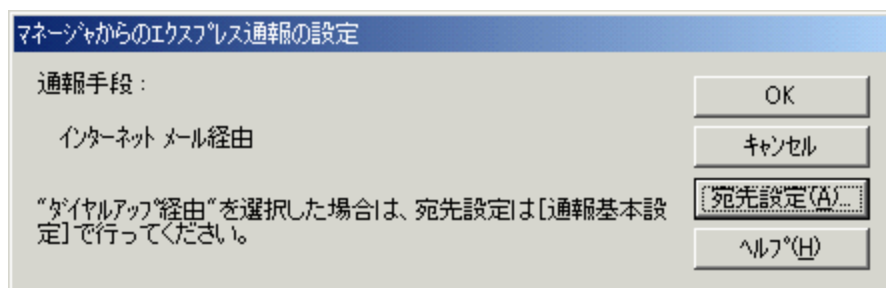 ﾏﾈｰｼﾞｬからのｴｸｽﾌﾟﾚｽ通報の設定
通報手段：
OK
ｲﾝﾀｰﾈｯﾄ ﾒｰﾙ経由
ｷｬﾝｾﾙ
"ﾀﾞｲﾔﾙｱｯﾌﾟ経由"を選択した場合は、宛先設定は[通報基本設
定]で行ってください。
宛先設定(A)...
ﾍﾙﾌﾟ(H)